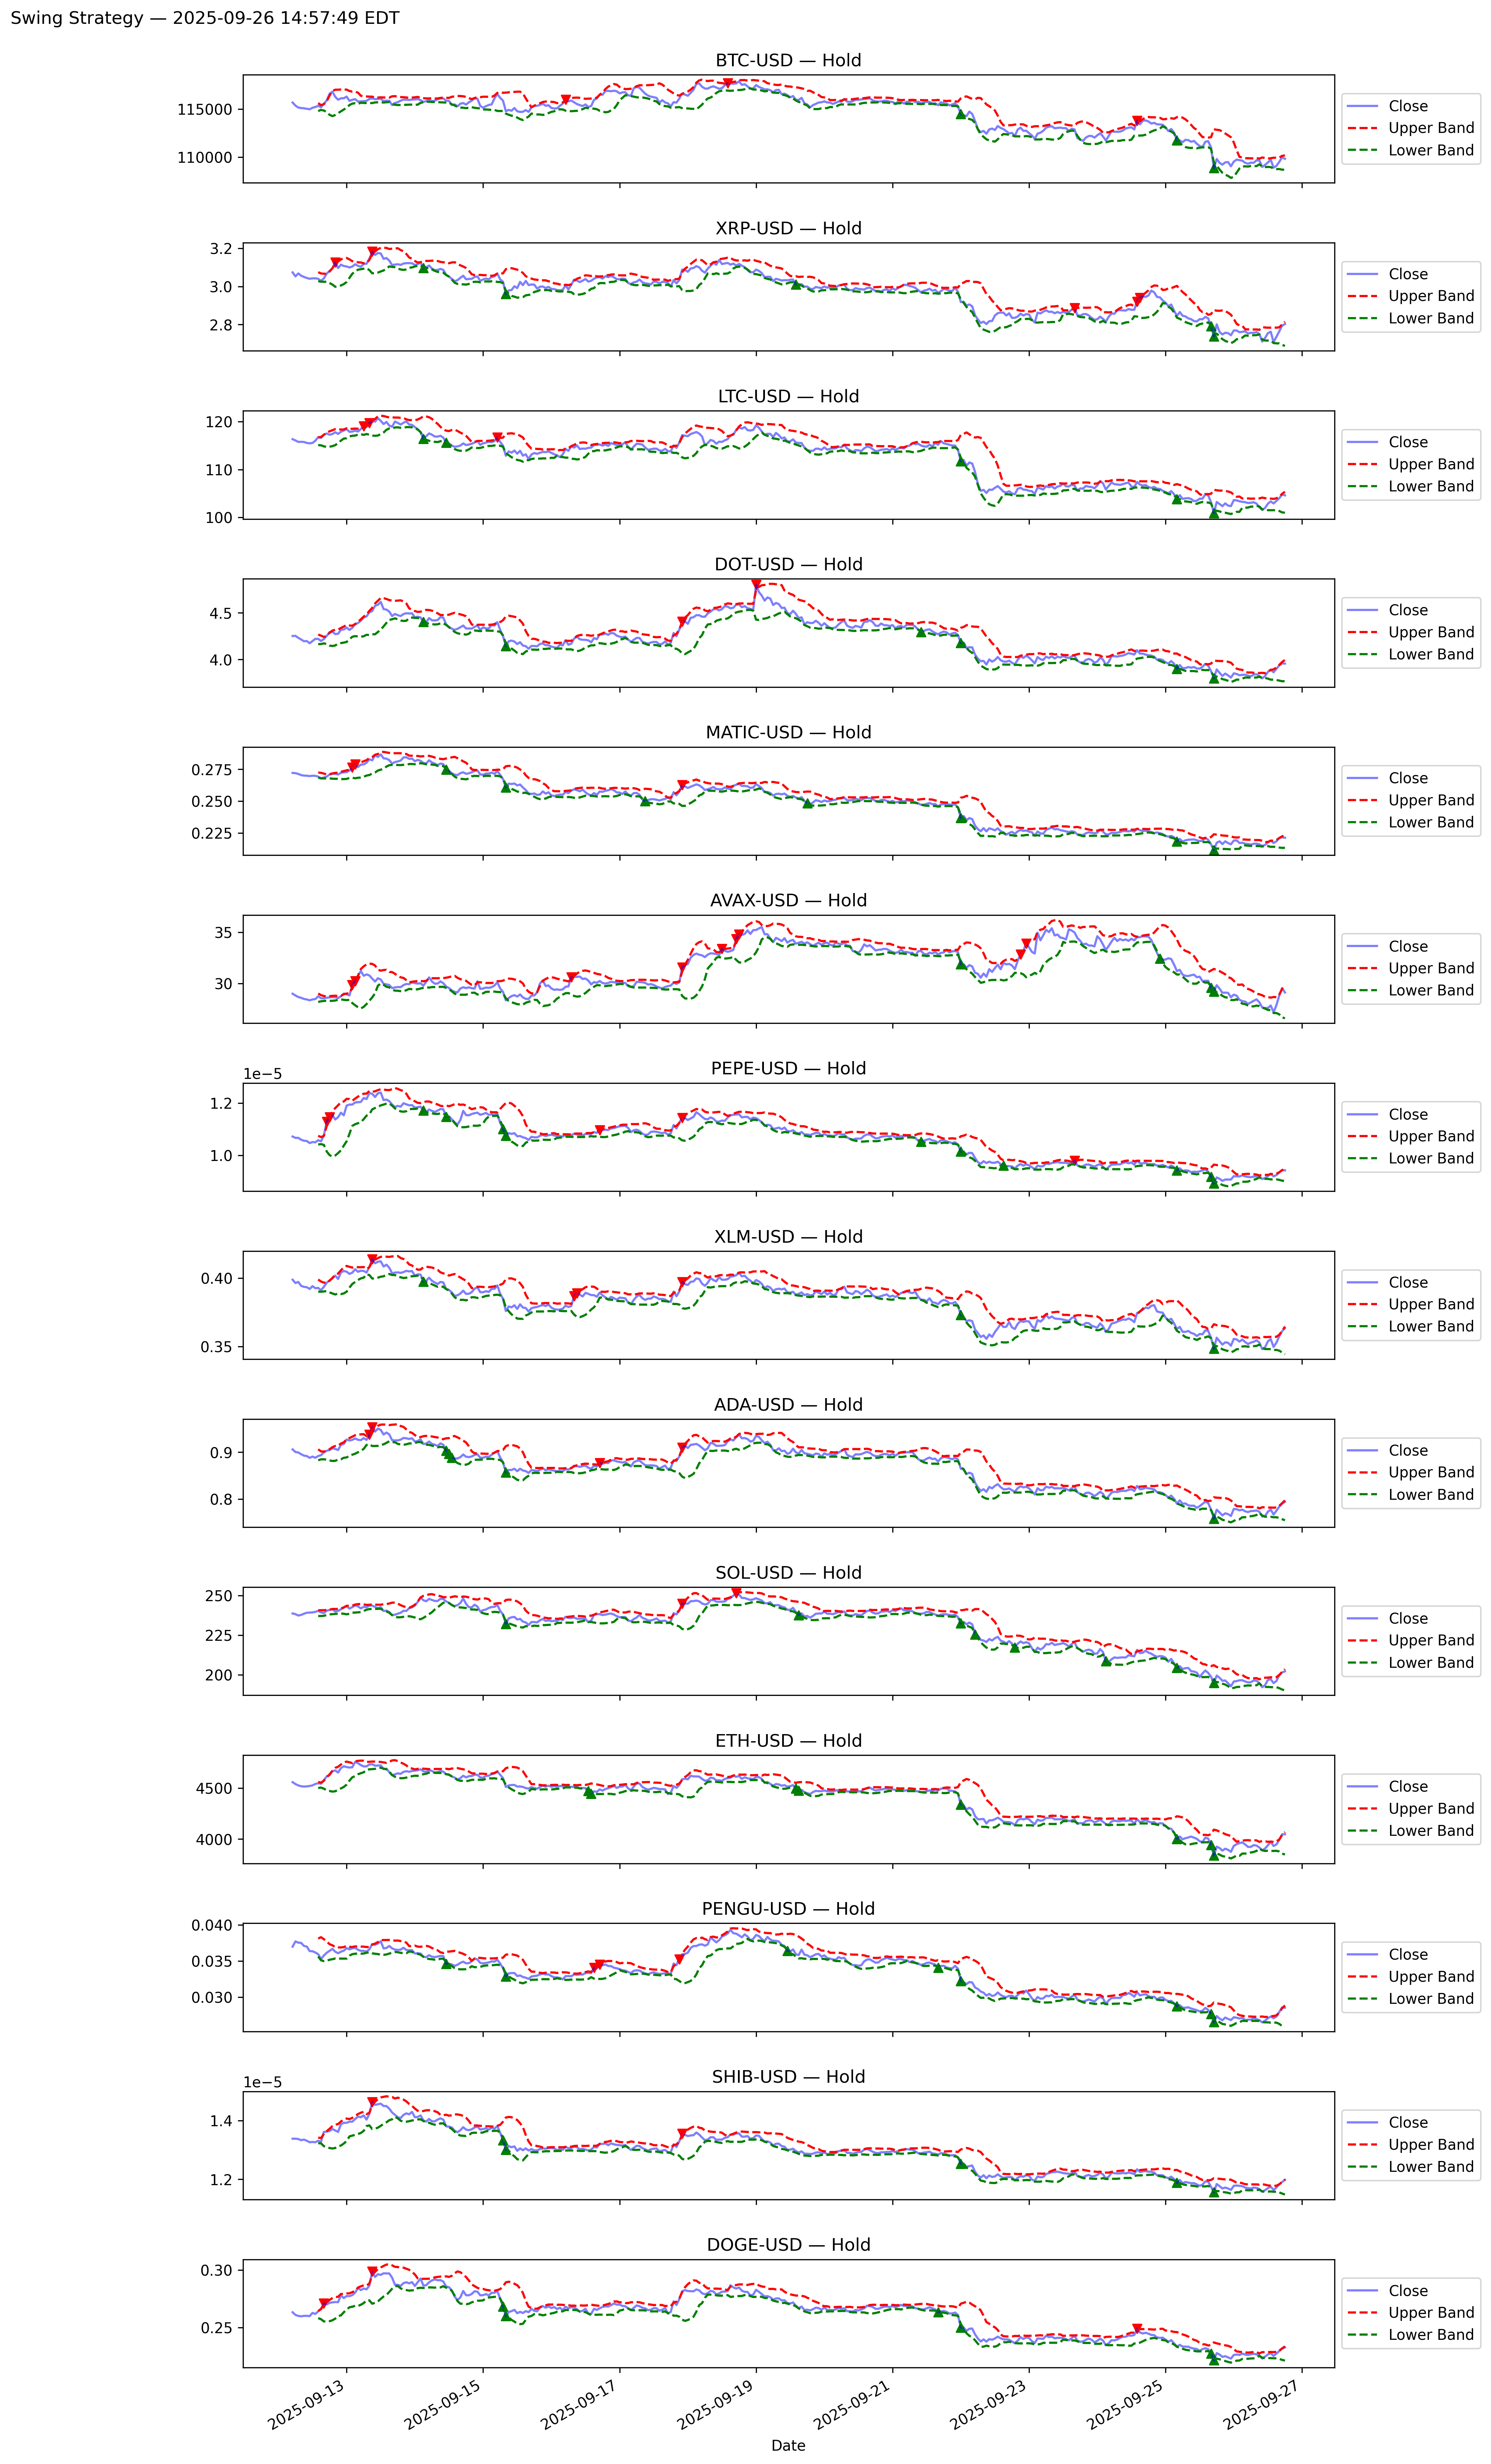 Swing Strategy — 2025-09-26 14:57:49 EDT
BTC-USD — Hold
115000
110000
Close
Upper Band
Lower Band
XRP-USD — Hold
3.2
3.0
2.8
Close
Upper Band
Lower Band
LTC-USD — Hold
120
110
100
Close
Upper Band
Lower Band
DOT-USD — Hold
4.5
4.0
Close
Upper Band
Lower Band
MATIC-USD — Hold
0.275
0.250
0.225
Close
Upper Band
Lower Band
AVAX-USD — Hold
35
30
Close
Upper Band
Lower Band
PEPE-USD — Hold
1e−5
1.2
1.0
Close
Upper Band
Lower Band
XLM-USD — Hold
0.40
0.35
Close
Upper Band
Lower Band
ADA-USD — Hold
0.9
0.8
Close
Upper Band
Lower Band
SOL-USD — Hold
250
225
200
Close
Upper Band
Lower Band
ETH-USD — Hold
4500
4000
Close
Upper Band
Lower Band
PENGU-USD — Hold
0.040
0.035
0.030
Close
Upper Band
Lower Band
SHIB-USD — Hold
1e−5
1.4
1.2
Close
Upper Band
Lower Band
DOGE-USD — Hold
0.30
0.25
Close
Upper Band
Lower Band
2025-09-13
2025-09-15
2025-09-17
2025-09-19
2025-09-21
2025-09-23
2025-09-25
2025-09-27
Date